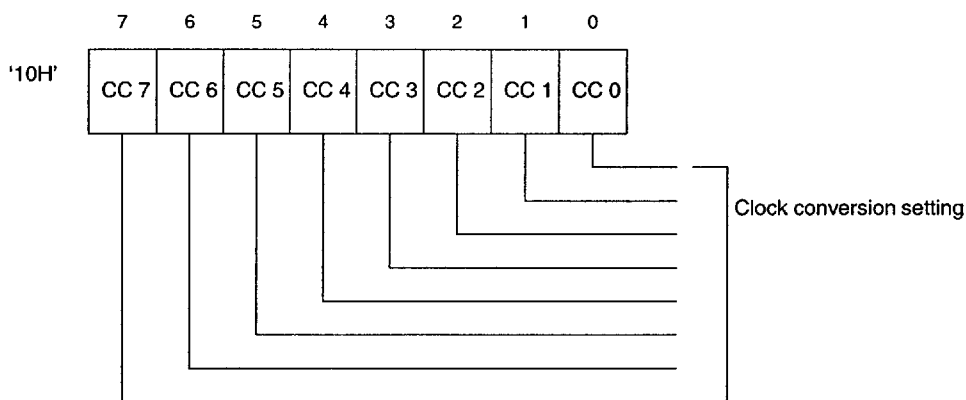 7 6 5 4 3 2 1 0
'10H'
CC 7 CC 6 CC 5 CC 4 CC 3 CC 2 CC 1 CC 0
Clock conversion setting